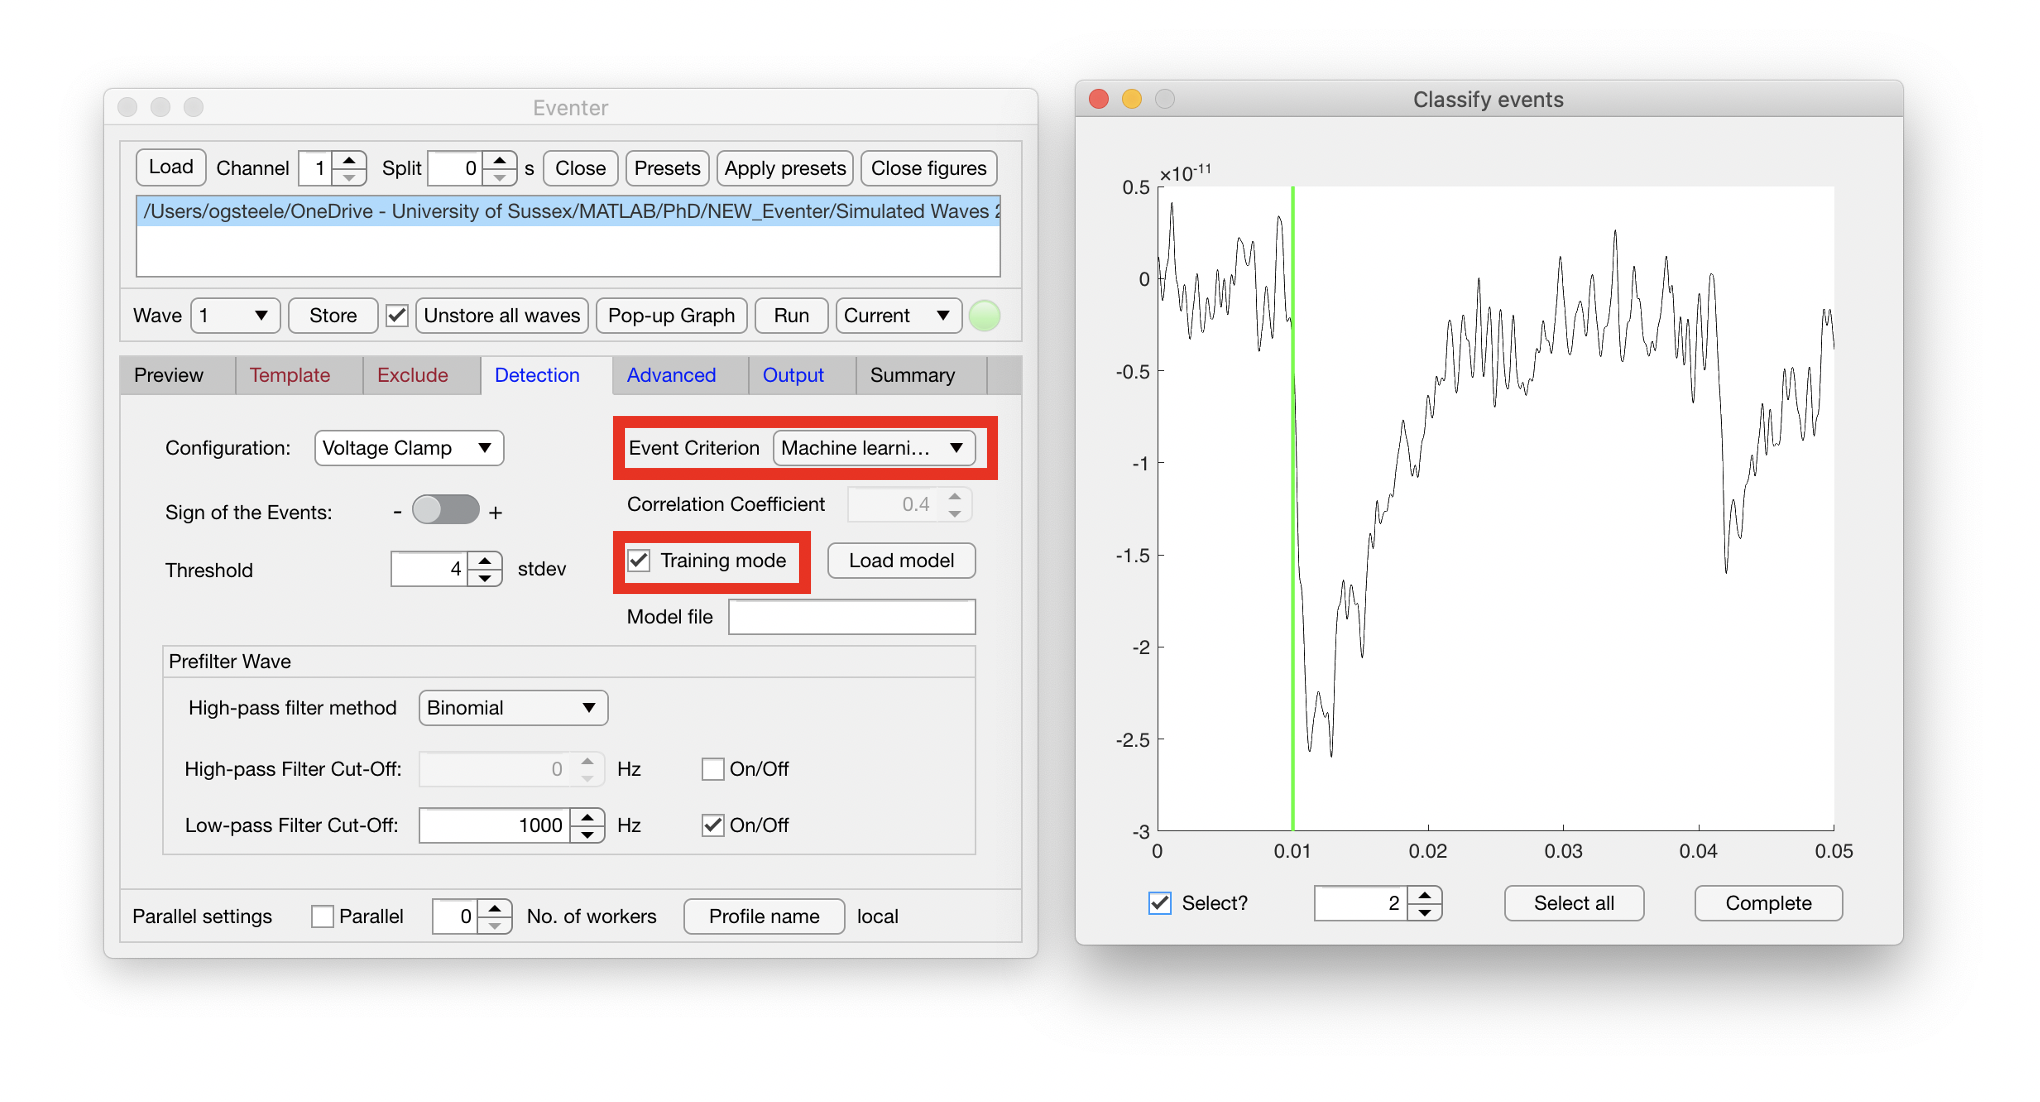 Eventer
Load Channel 1 Split 0 s Close Presets Apply presets Close figures
/Users/ogsteele/OneDrive - University of Sussex/MATLAB/PhD/NEW_Eventer/Simulated Waves 2
Wave 1 Store Unstore all waves Pop-up Graph Run Current
Preview Template Exclude Detection Advanced Output Summary
Configuration: Voltage Clamp Event Criterion Machine learni...
Correlation Coefficient 0.4
Sign of the Events: - +
Training mode Load model
Threshold 4 stdev
Model file
Prefilter Wave
High-pass filter method Binomial
High-pass Filter Cut-Off: 0 Hz On/Off
Low-pass Filter Cut-Off: 1000 Hz On/Off
Parallel settings Parallel 0 No. of workers Profile name local
Classify events
×10-11
0.5
0
-0.5
-1
-1.5
-2
-2.5
-3
0 0.01 0.02 0.03 0.04 0.05
Select? 2 Select all Complete